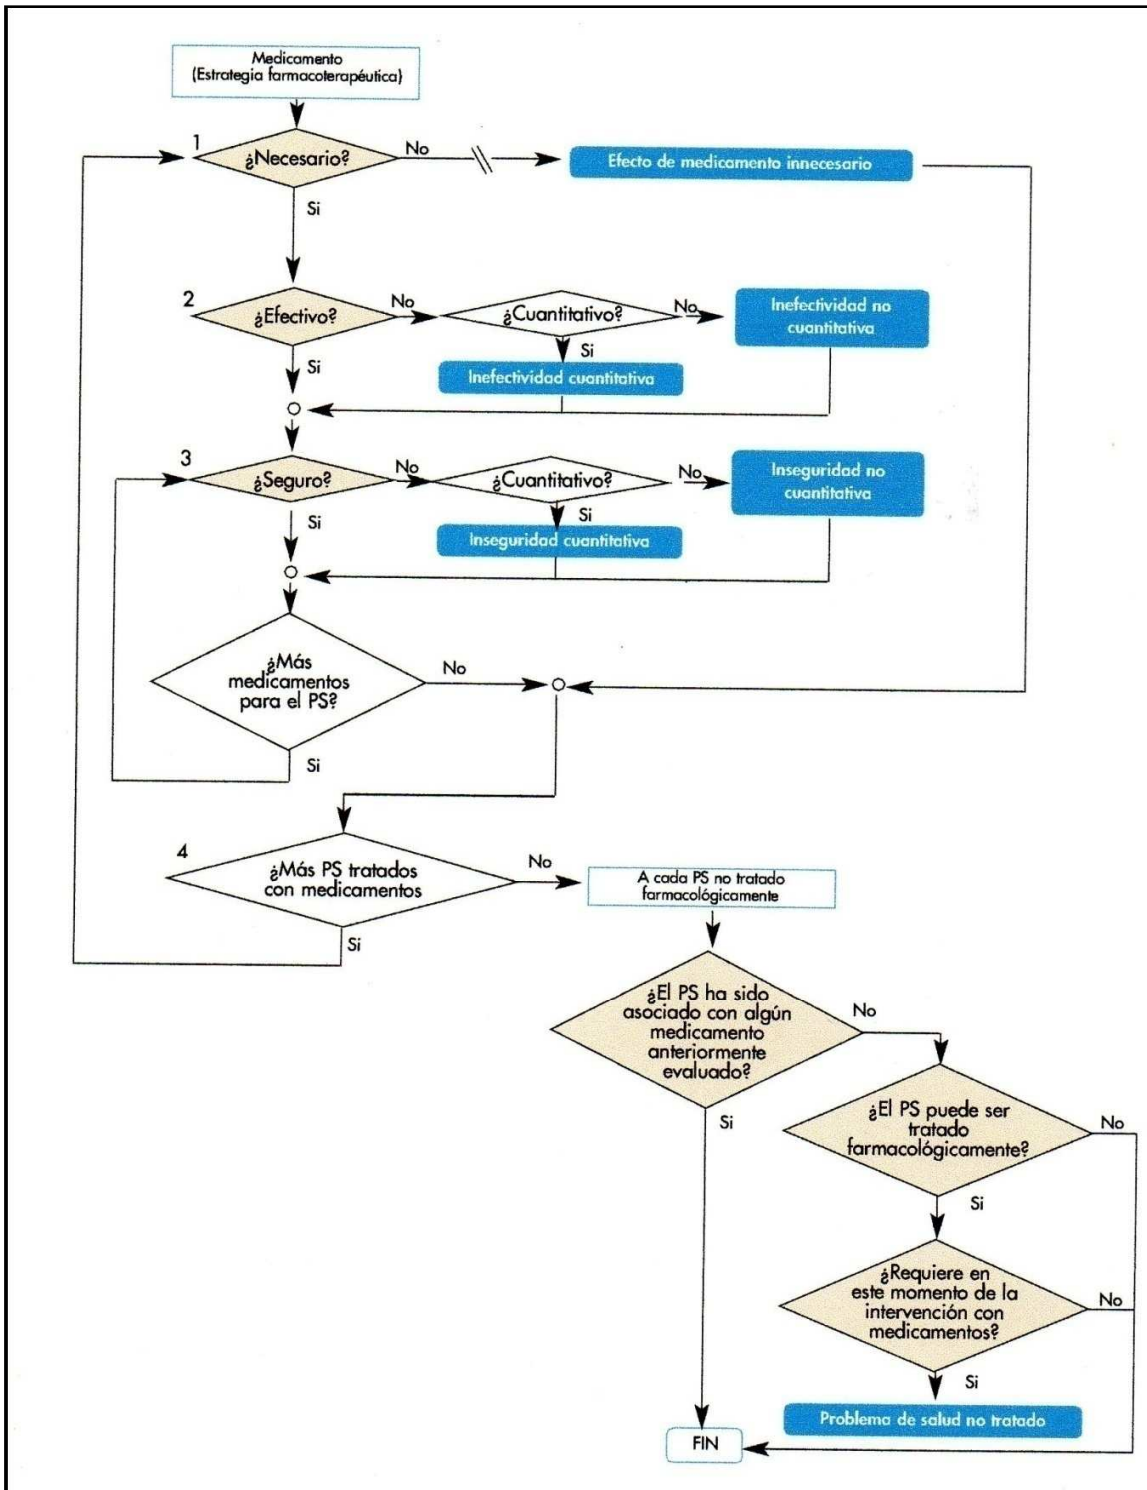 Medicamento
(Estrategia farmacoterapéutica)
1
¿Necesario?
No
Efecto de medicamento innecesario
Si
2
¿Efectivo?
No
¿Cuantitativo?
No
Inefectividad no
cuantitativa
Si
Si
Inefectividad cuantitativa
3
¿Seguro?
No
¿Cuantitativo?
No
Inseguridad no
cuantitativa
Si
Si
Inseguridad cuantitativa
¿Más
medicamentos
para el PS?
No
Si
4
¿Más PS tratados
con medicamentos
No
A cada PS no tratado
farmacológicamente
Si
¿El PS ha sido
asociado con algún
medicamento
anteriormente
evaluado?
No
Si
¿El PS puede ser
tratado
farmacológicamente?
No
Si
¿Requiere en
este momento de la
intervención con
medicamentos?
No
Si
Problema de salud no tratado
FIN